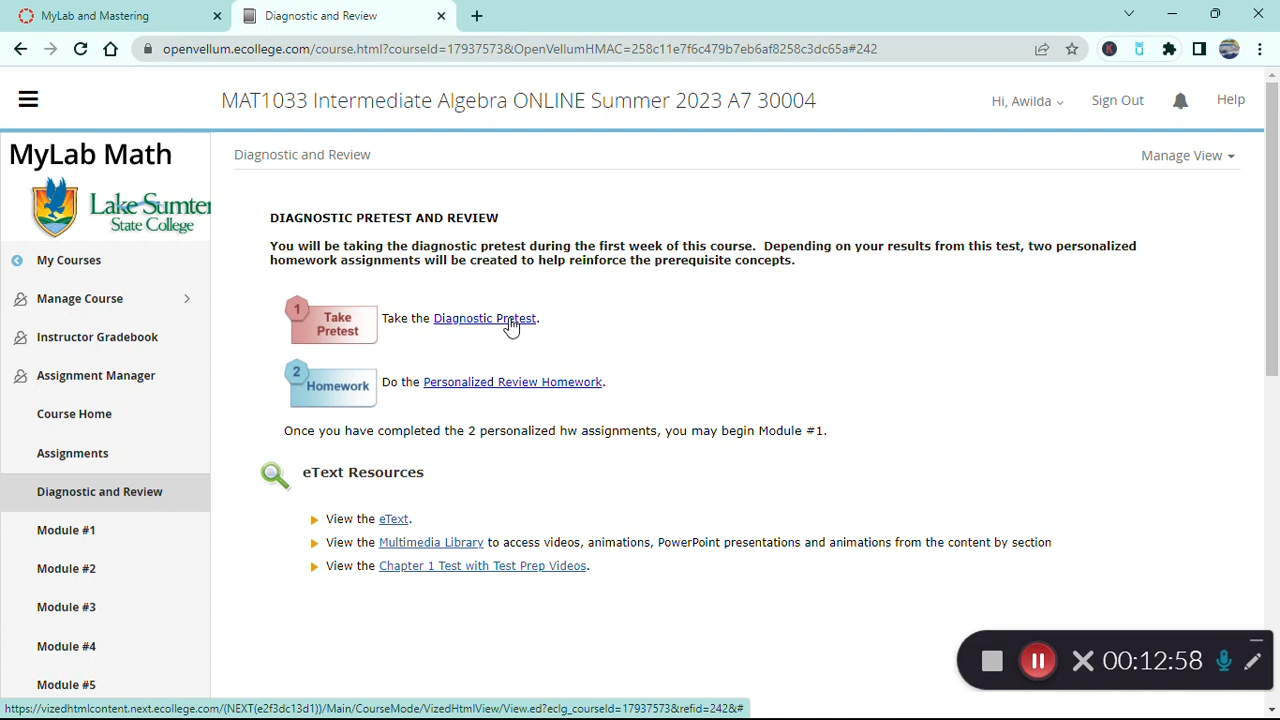 MyLab and Mastering
Diagnostic and Review
openvellum.ecollege.com/course.html?courseId=17937573&OpenVellumHMAC=258c11e7f6c479b7eb6af8258c3dc65a#242
MAT1033 Intermediate Algebra ONLINE Summer 2023 A7 30004
Hi, Awilda
Sign Out
Help
MyLab Math
Lake Sumter
State College
My Courses
Manage Course
Instructor Gradebook
Assignment Manager
Course Home
Assignments
Diagnostic and Review
Module #1
Module #2
Module #3
Module #4
Module #5
Diagnostic and Review
Manage View
DIAGNOSTIC PRETEST AND REVIEW
You will be taking the diagnostic pretest during the first week of this course. Depending on your results from this test, two personalized
homework assignments will be created to help reinforce the prerequisite concepts.
1
Take
Pretest
Take the Diagnostic Pretest.
2
Homework
Do the Personalized Review Homework.
Once you have completed the 2 personalized hw assignments, you may begin Module #1.
eText Resources
View the eText.
View the Multimedia Library to access videos, animations, PowerPoint presentations and animations from the content by section
View the Chapter 1 Test with Test Prep Videos.
00:12:58
https://vizedhtmlcontent.next.ecollege.com/(NEXT(e2f3dc13d1))/Main/CourseMode/VizedHtmlView/View.ed?eclg_courseId=17937573&refid=242&#